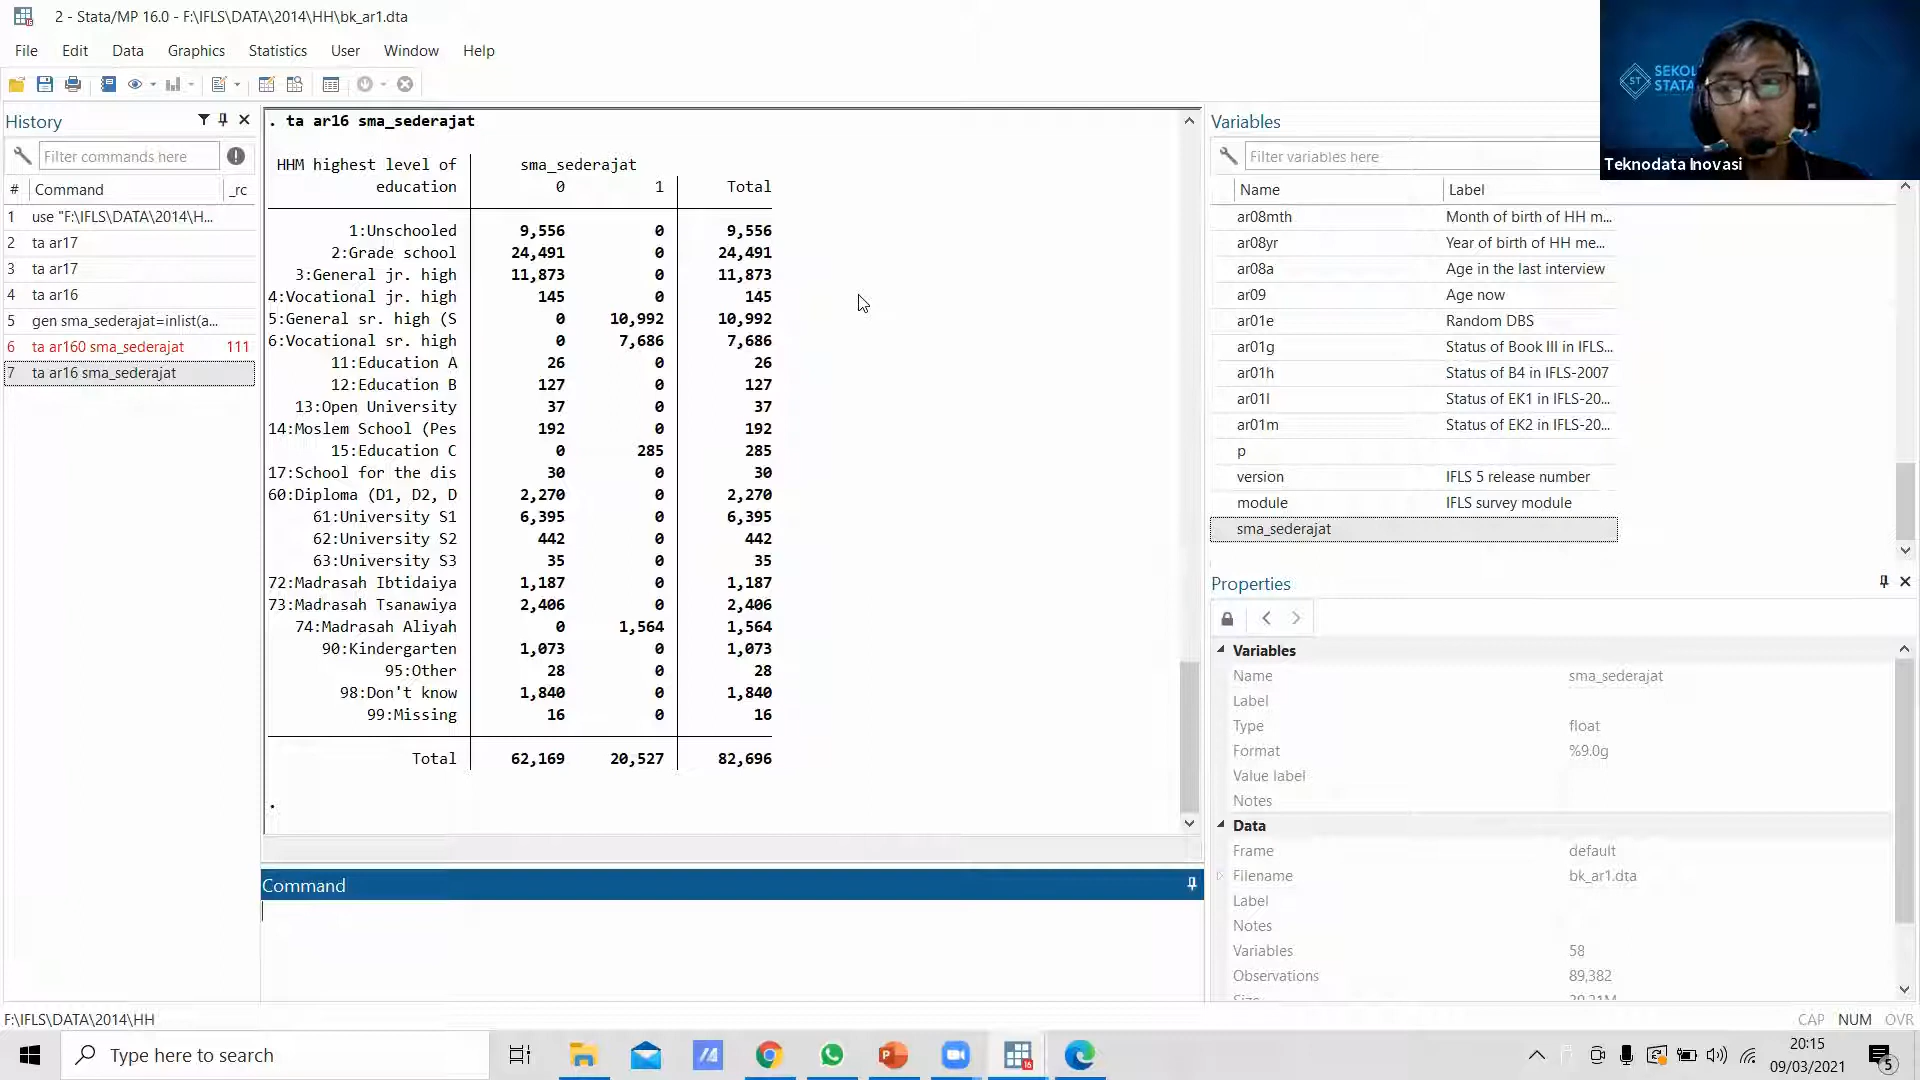 2 - Stata/MP 16.0 - F:\IFLS\DATA\2014\HH\bk_ar1.dta
File Edit Data Graphics Statistics User Window Help
History
Filter commands here
# Command _rc
1 use "F:\IFLS\DATA\2014\H...
2 ta ar17
3 ta ar17
4 ta ar16
5 gen sma_sederajat=inlist(a...
6 ta ar160 sma_sederajat 111
7 ta ar16 sma_sederajat
. ta ar16 sma_sederajat
HHM highest level of sma_sederajat
education 0 1 Total
1:Unschooled 9,556 0 9,556
2:Grade school 24,491 0 24,491
3:General jr. high 11,873 0 11,873
4:Vocational jr. high 145 0 145
5:General sr. high (S 0 10,992 10,992
6:Vocational sr. high 0 7,686 7,686
11:Education A 26 0 26
12:Education B 127 0 127
13:Open University 37 0 37
14:Moslem School (Pes 192 0 192
15:Education C 0 285 285
17:School for the dis 30 0 30
60:Diploma (D1, D2, D 2,270 0 2,270
61:University S1 6,395 0 6,395
62:University S2 442 0 442
63:University S3 35 0 35
72:Madrasah Ibtidaiya 1,187 0 1,187
73:Madrasah Tsanawiya 2,406 0 2,406
74:Madrasah Aliyah 0 1,564 1,564
90:Kindergarten 1,073 0 1,073
95:Other 28 0 28
98:Don't know 1,840 0 1,840
99:Missing 16 0 16
Total 62,169 20,527 82,696
.
Command
Variables
Filter variables here
Name Label
ar08mth Month of birth of HH m...
ar08yr Year of birth of HH me...
ar08a Age in the last interview
ar09 Age now
ar01e Random DBS
ar01g Status of Book III in IFLS...
ar01h Status of B4 in IFLS-2007
ar01l Status of EK1 in IFLS-20...
ar01m Status of EK2 in IFLS-20...
p
version IFLS 5 release number
module IFLS survey module
sma_sederajat
Properties
Variables
Name sma_sederajat
Label
Type float
Format %9.0g
Value label
Notes
Data
Frame default
Filename bk_ar1.dta
Label
Notes
Variables 58
Observations 89,382
ST
STATA
Teknodata Inovasi
F:\IFLS\DATA\2014\HH
CAP NUM OVR
Type here to search
16
20:15
09/03/2021
5